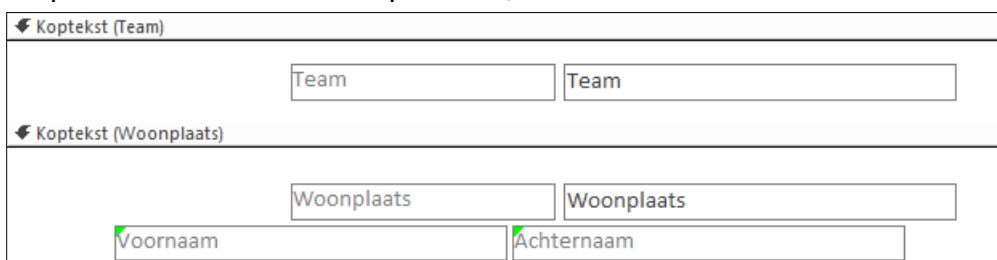 Koptekst (Team)
Team Team
Koptekst (Woonplaats)
Woonplaats Woonplaats
Voornaam Achternaam